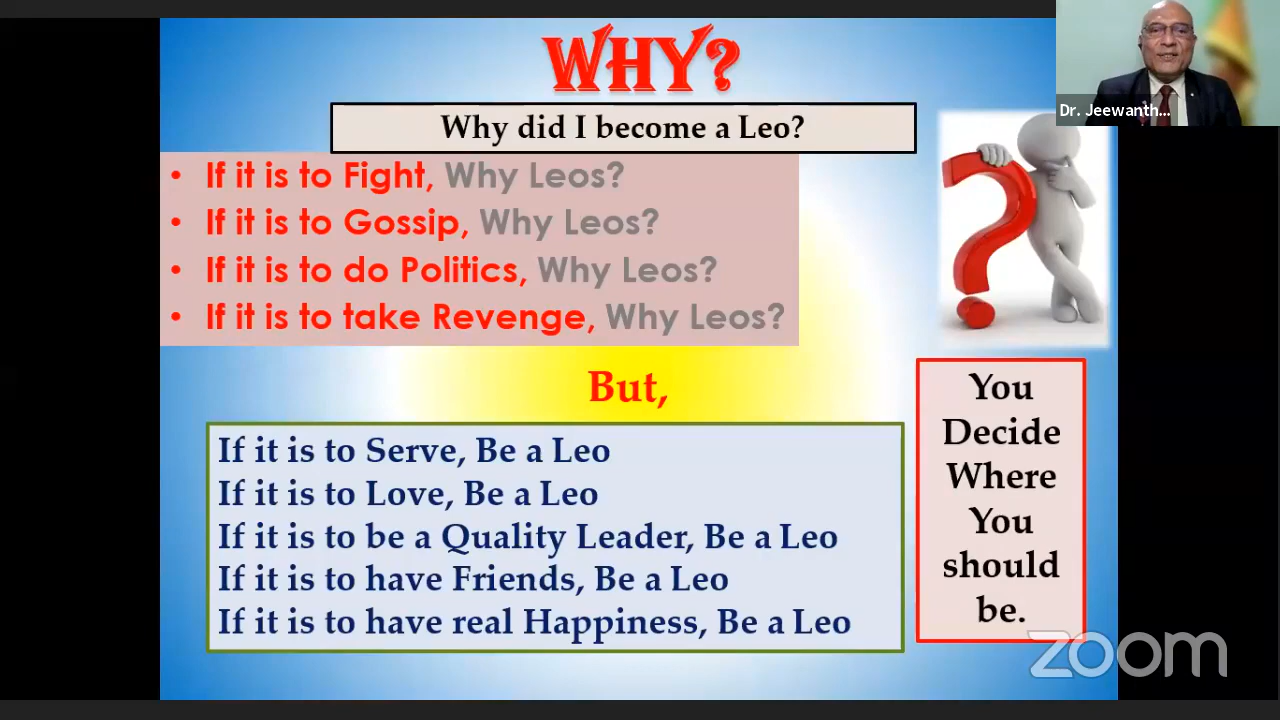 WHY?
Why did I become a Leo?
• If it is to Fight, Why Leos?
• If it is to Gossip, Why Leos?
• If it is to do Politics, Why Leos?
• If it is to take Revenge, Why Leos?
But,
If it is to Serve, Be a Leo
If it is to Love, Be a Leo
If it is to be a Quality Leader, Be a Leo
If it is to have Friends, Be a Leo
If it is to have real Happiness, Be a Leo
You
Decide
Where
You
should
be.
Dr. Jeewanth...
zoom